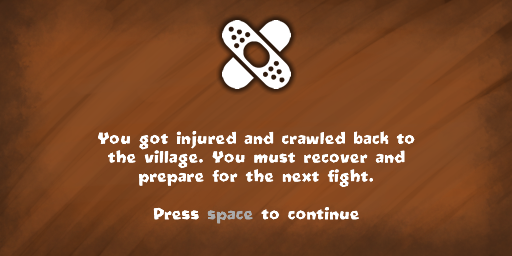 You got injured and crawled back to
the village. You must recover and
prepare for the next fight.
Press space to continue